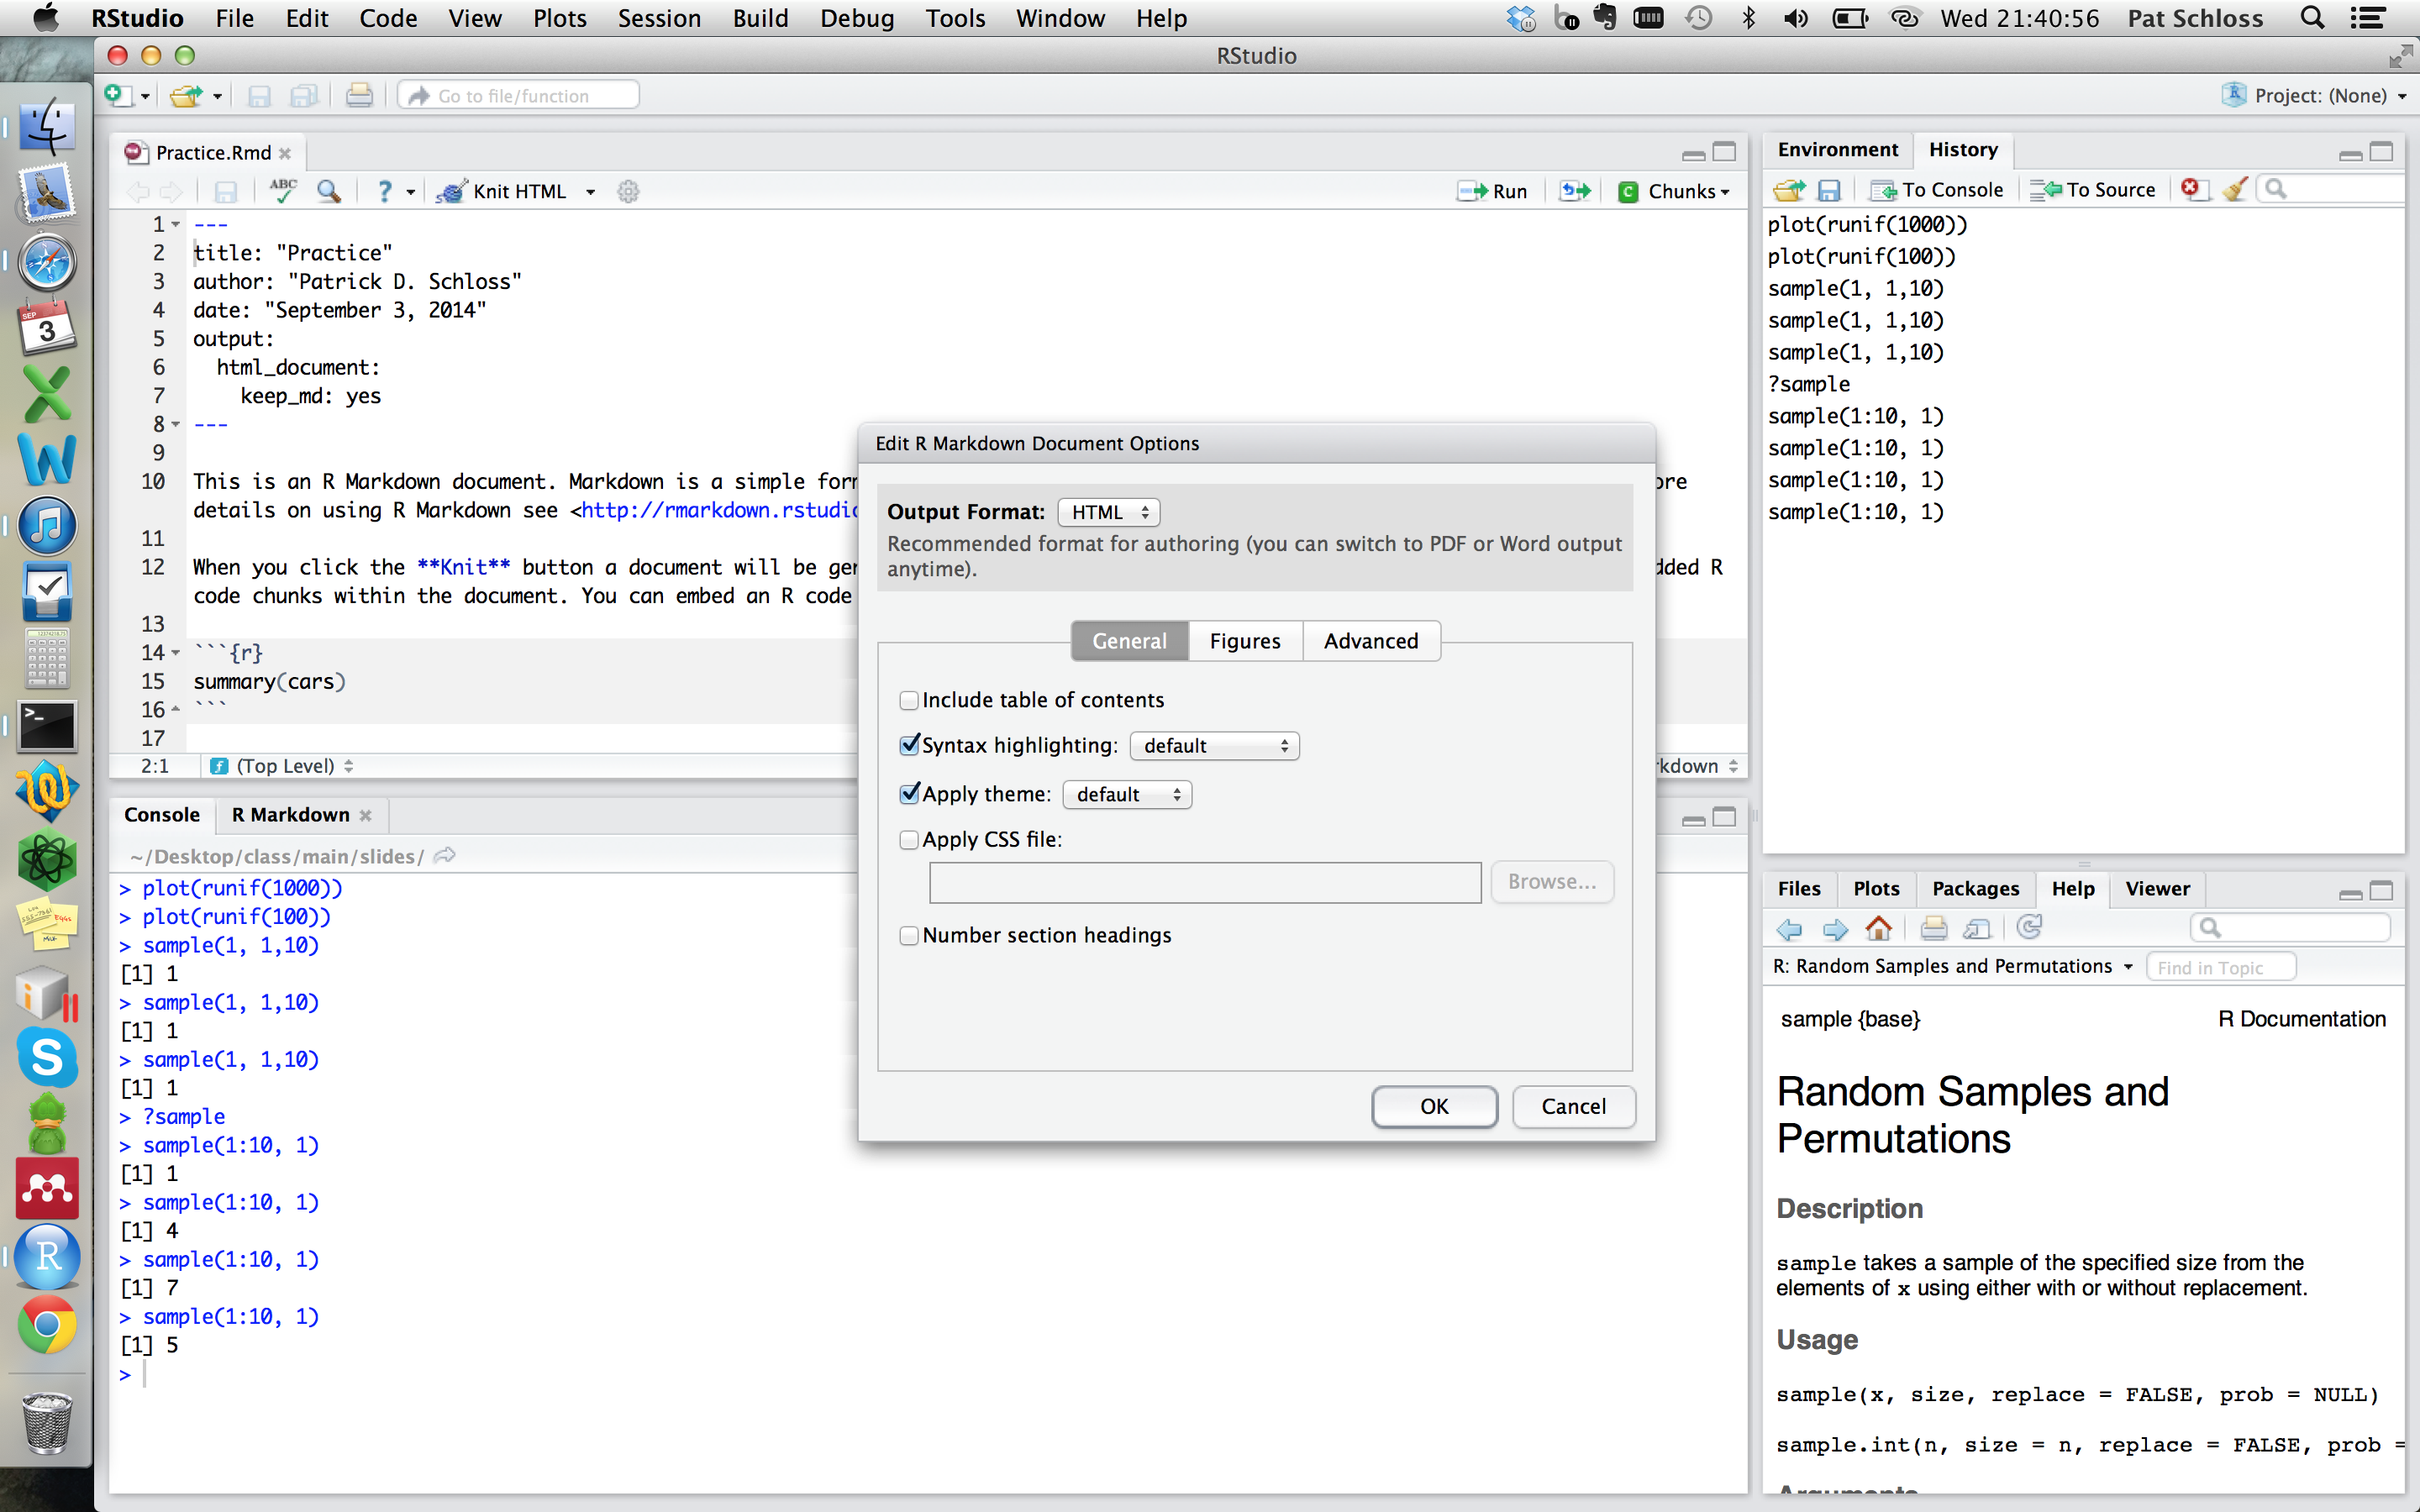 RStudio File Edit Code View Plots Session Build Debug Tools Window Help Wed 21:40:56 Pat Schloss
RStudio
Go to file/function
Project: (None)
Practice.Rmd
ABC
Knit HTML
Run
Chunks
1 ---
2 title: "Practice"
3 author: "Patrick D. Schloss"
4 date: "September 3, 2014"
5 output:
6 html_document:
7 keep_md: yes
8 ---
9
10 This is an R Markdown document. Markdown is a simple
details on using R Markdown see <http://rmarkdown.
11
12 When you click the **Knit** button a document will be
code chunks within the document. You can embed an R code
dded R
13
14 ```{r}
15 summary(cars)
16 ```
17
2:1 (Top Level)
Edit R Markdown Document Options
Output Format: HTML
Recommended format for authoring (you can switch to PDF or Word output
anytime).
General Figures Advanced
Include table of contents
Syntax highlighting: default
Apply theme: default
Apply CSS file:
Browse...
Number section headings
OK Cancel
Console R Markdown
~/Desktop/class/main/slides/
> plot(runif(1000))
> plot(runif(100))
> sample(1, 1,10)
[1] 1
> sample(1, 1,10)
[1] 1
> sample(1, 1,10)
[1] 1
> ?sample
> sample(1:10, 1)
[1] 1
> sample(1:10, 1)
[1] 4
> sample(1:10, 1)
[1] 7
> sample(1:10, 1)
[1] 5
>
Environment History
To Console To Source
plot(runif(1000))
plot(runif(100))
sample(1, 1,10)
sample(1, 1,10)
sample(1, 1,10)
?sample
sample(1:10, 1)
sample(1:10, 1)
sample(1:10, 1)
sample(1:10, 1)
Files Plots Packages Help Viewer
R: Random Samples and Permutations
Find in Topic
sample {base} R Documentation
Random Samples and
Permutations
Description
sample takes a sample of the specified size from the
elements of x using either with or without replacement.
Usage
sample(x, size, replace = FALSE, prob = NULL)
sample.int(n, size = n, replace = FALSE, prob =
SEP
3